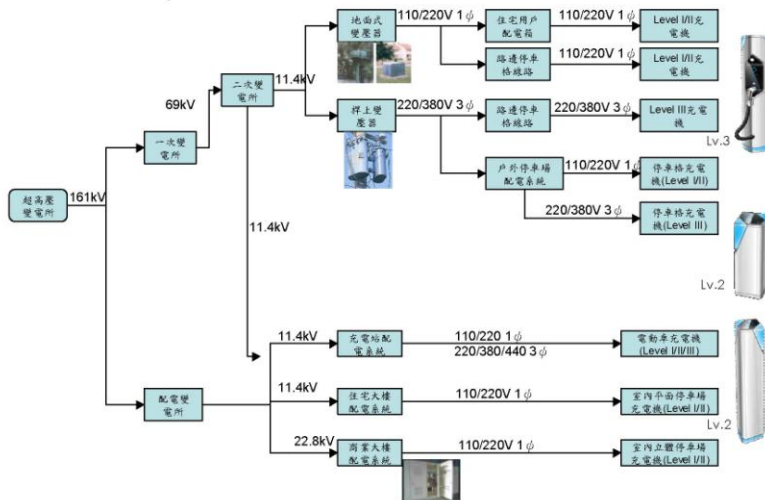 地面式
變壓器
110/220V 1ϕ
住宅用戶
配電箱
110/220V 1ϕ
Level I/II充
電機
路邊停車
格線路
110/220V 1ϕ
Level I/II充
電機
二次變
電所
11.4kV
69kV
桿上變
壓器
220/380V 3ϕ
路邊停車
格線路
220/380V 3ϕ
Level III充電
機
Lv.3
一次變
電所
戶外停車場
配電系統
110/220V 1ϕ
停車格充電
機(Level I/II)
超高壓
變電所
161kV
220/380V 3ϕ
停車格充電
機(Level III)
11.4kV
Lv.2
11.4kV
充電站配
電系統
110/220 1ϕ
220/380/440 3ϕ
電動車充電機
(Level I/II/III)
配電變
電所
11.4kV
住宅大樓
配電系統
110/220V 1ϕ
室內平面停車場
充電機(Level I/II)
Lv.2
22.8kV
商業大樓
配電系統
110/220V 1ϕ
室內立體停車場
充電機(Level I/II)